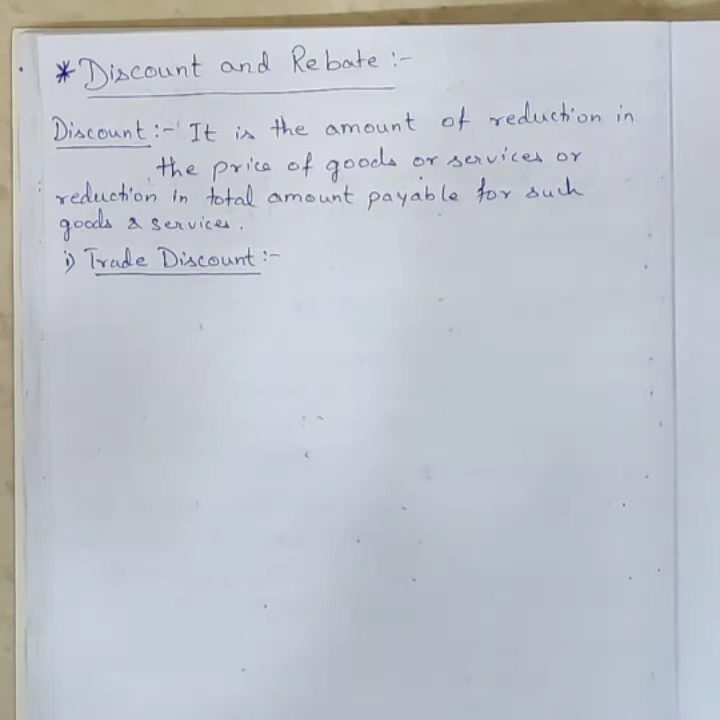 * Discount and Rebate :-
Discount :- It is the amount of reduction in
the price of goods or services or
reduction in total amount payable for such
goods & services.
i) Trade Discount :-